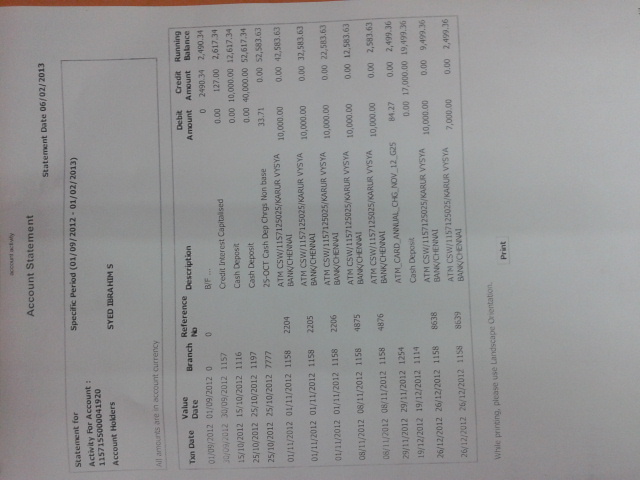 account activity
Account Statement
Statement Date 06/02/2013
Statement for Specific Period (01/09/2012 - 01/02/2013)
Activity For Account :
1157155000041920
Account Holders SYED IBRAHIM S
All amounts are in account currency
Txn Date Value Date Branch Reference No Description Debit Amount Credit Amount Running Balance
01/09/2012 01/09/2012 0 0 B/F ... 0 2490.34 2,490.34
30/09/2012 30/09/2012 1157 Credit Interest Capitalised 0.00 127.00 2,617.34
15/10/2012 15/10/2012 1116 Cash Deposit 0.00 10,000.00 12,617.34
25/10/2012 25/10/2012 1197 Cash Deposit 0.00 40,000.00 52,617.34
25/10/2012 25/10/2012 7777 25-OCT Cash Dep Chrgs Non base 33.71 0.00 52,583.63
01/11/2012 01/11/2012 1158 2204 ATM CSW/1157125025/KARUR VYSYA BANK/CHENNAI 10,000.00 0.00 42,583.63
01/11/2012 01/11/2012 1158 2205 ATM CSW/1157125025/KARUR VYSYA BANK/CHENNAI 10,000.00 0.00 32,583.63
01/11/2012 01/11/2012 1158 2206 ATM CSW/1157125025/KARUR VYSYA BANK/CHENNAI 10,000.00 0.00 22,583.63
08/11/2012 08/11/2012 1158 4875 ATM CSW/1157125025/KARUR VYSYA BANK/CHENNAI 10,000.00 0.00 12,583.63
08/11/2012 08/11/2012 1158 4876 ATM CSW/1157125025/KARUR VYSYA BANK/CHENNAI 10,000.00 0.00 2,583.63
29/11/2012 29/11/2012 1254 ATM_CARD_ANNUAL_CHG_NOV_12_G25 84.27 0.00 2,499.36
19/12/2012 19/12/2012 1114 Cash Deposit 0.00 17,000.00 19,499.36
26/12/2012 26/12/2012 1158 8638 ATM CSW/1157125025/KARUR VYSYA BANK/CHENNAI 10,000.00 0.00 9,499.36
26/12/2012 26/12/2012 1158 8639 ATM CSW/1157125025/KARUR VYSYA BANK/CHENNAI 7,000.00 0.00 2,499.36
Print
While printing, please use Landscape Orientation.